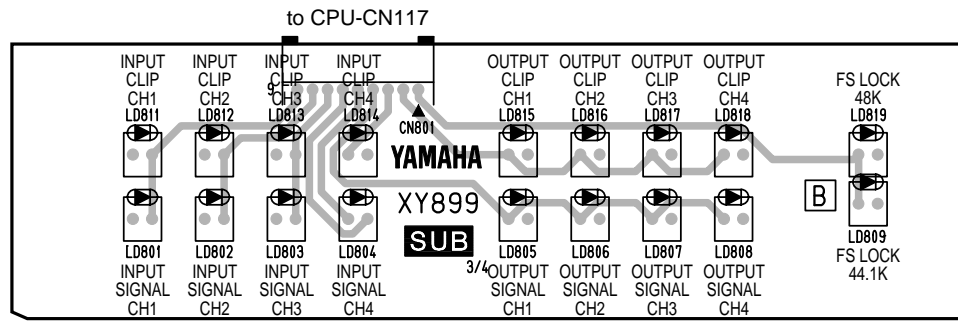 to CPU-CN117
INPUT CLIP CH1
INPUT CLIP CH2
INPUT CLIP CH3
INPUT CLIP CH4
OUTPUT CLIP CH1
OUTPUT CLIP CH2
OUTPUT CLIP CH3
OUTPUT CLIP CH4
FS LOCK
48K
9
LD811
LD812
LD813
LD814
CN801
LD815
LD816
LD817
LD818
LD819
YAMAHA
XY899
B
SUB
3/4
LD801
LD802
LD803
LD804
LD805
LD806
LD807
LD808
LD809
INPUT SIGNAL CH1
INPUT SIGNAL CH2
INPUT SIGNAL CH3
INPUT SIGNAL CH4
OUTPUT SIGNAL CH1
OUTPUT SIGNAL CH2
OUTPUT SIGNAL CH3
OUTPUT SIGNAL CH4
FS LOCK
44.1K